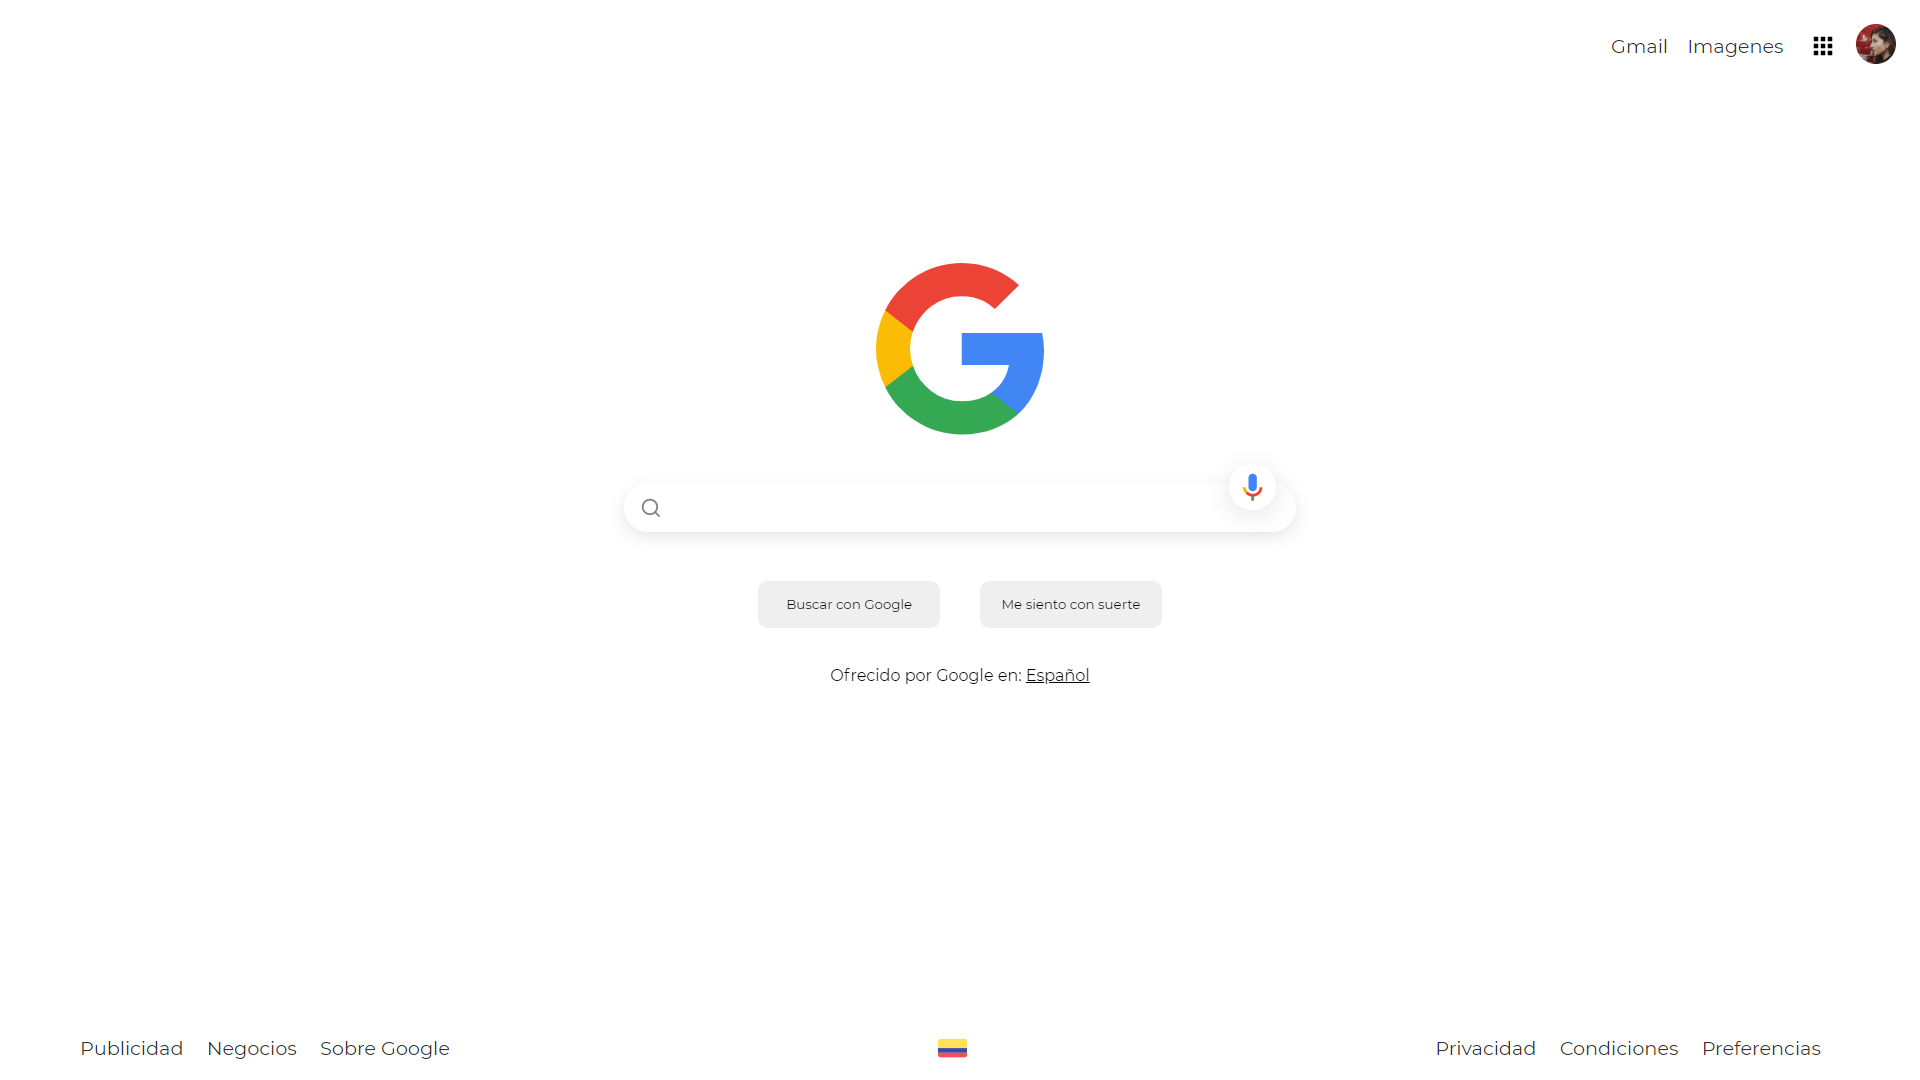 Gmail Imagenes
Buscar con Google Me siento con suerte
Ofrecido por Google en: Español
Publicidad Negocios Sobre Google Privacidad Condiciones Preferencias